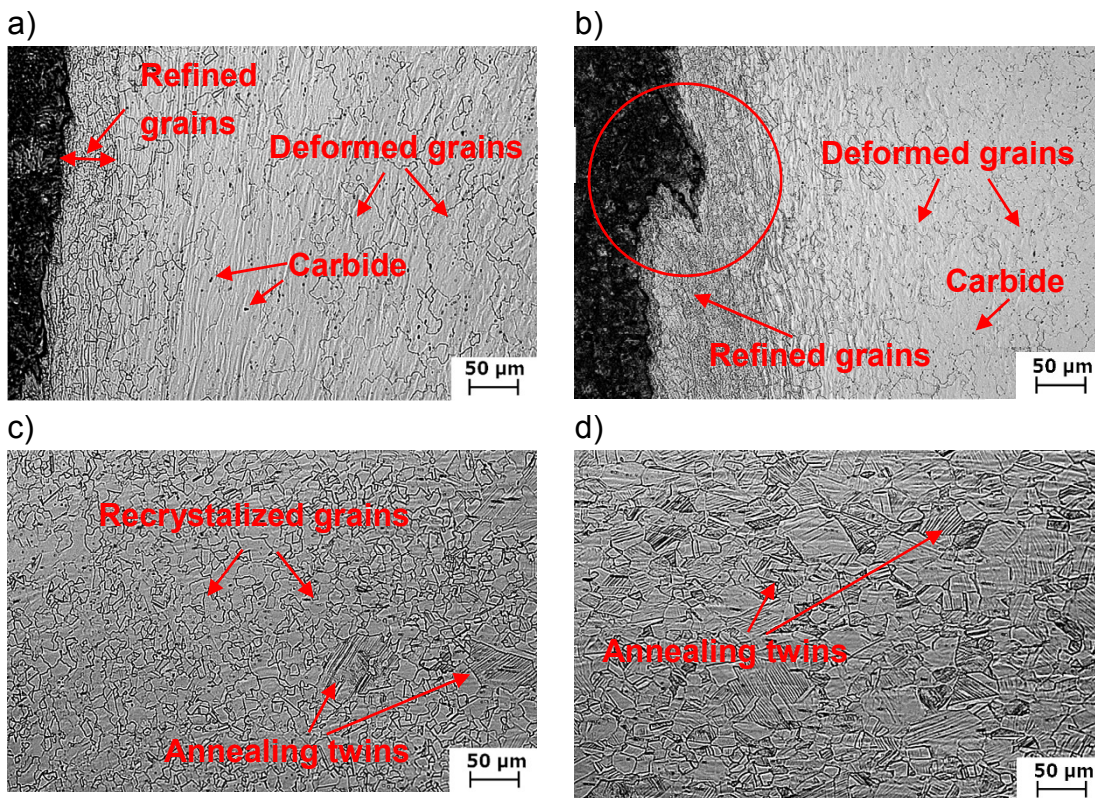 a)
Refined
grains
Deformed grains
Carbide
50 µm
b)
Deformed grains
Carbide
Refined grains
50 µm
c)
Recrystalized grains
Annealing twins
50 µm
d)
Annealing twins
50 µm